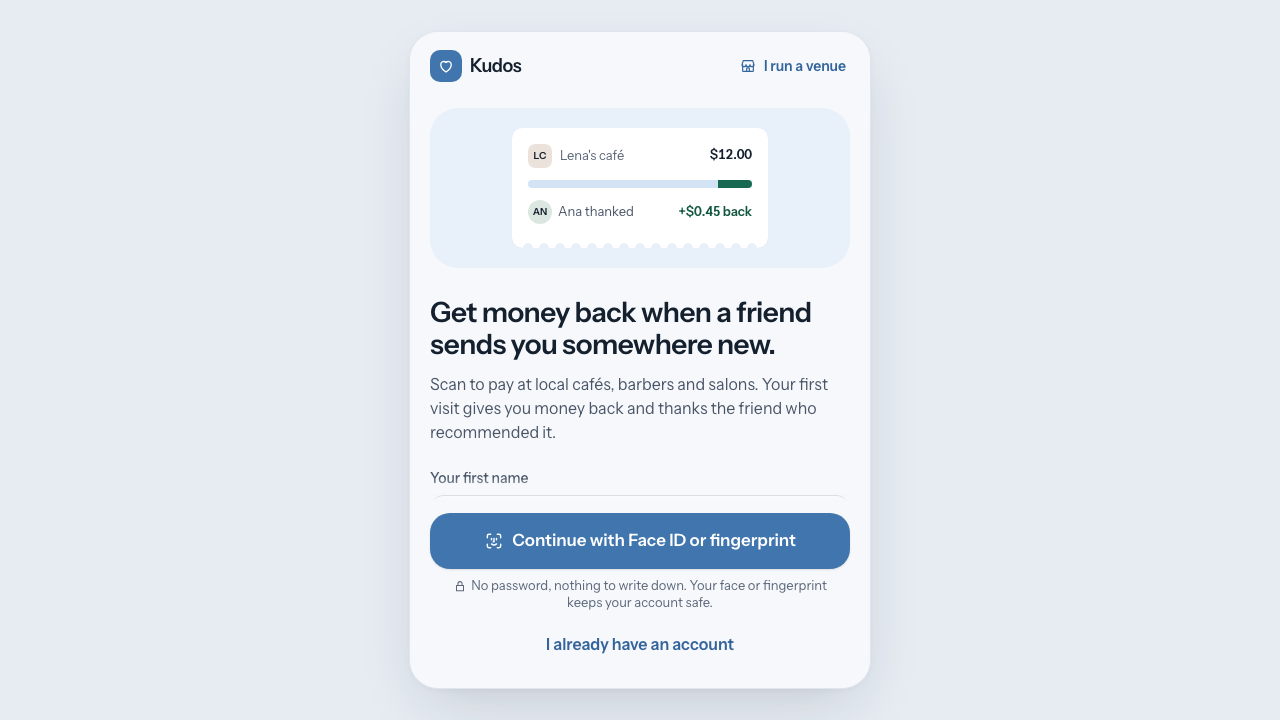 Kudos
I run a venue
LC Lena's café $12.00
AN Ana thanked +$0.45 back
Get money back when a friend
sends you somewhere new.
Scan to pay at local cafés, barbers and salons. Your first
visit gives you money back and thanks the friend who
recommended it.
Your first name
Continue with Face ID or fingerprint
No password, nothing to write down. Your face or fingerprint
keeps your account safe.
I already have an account